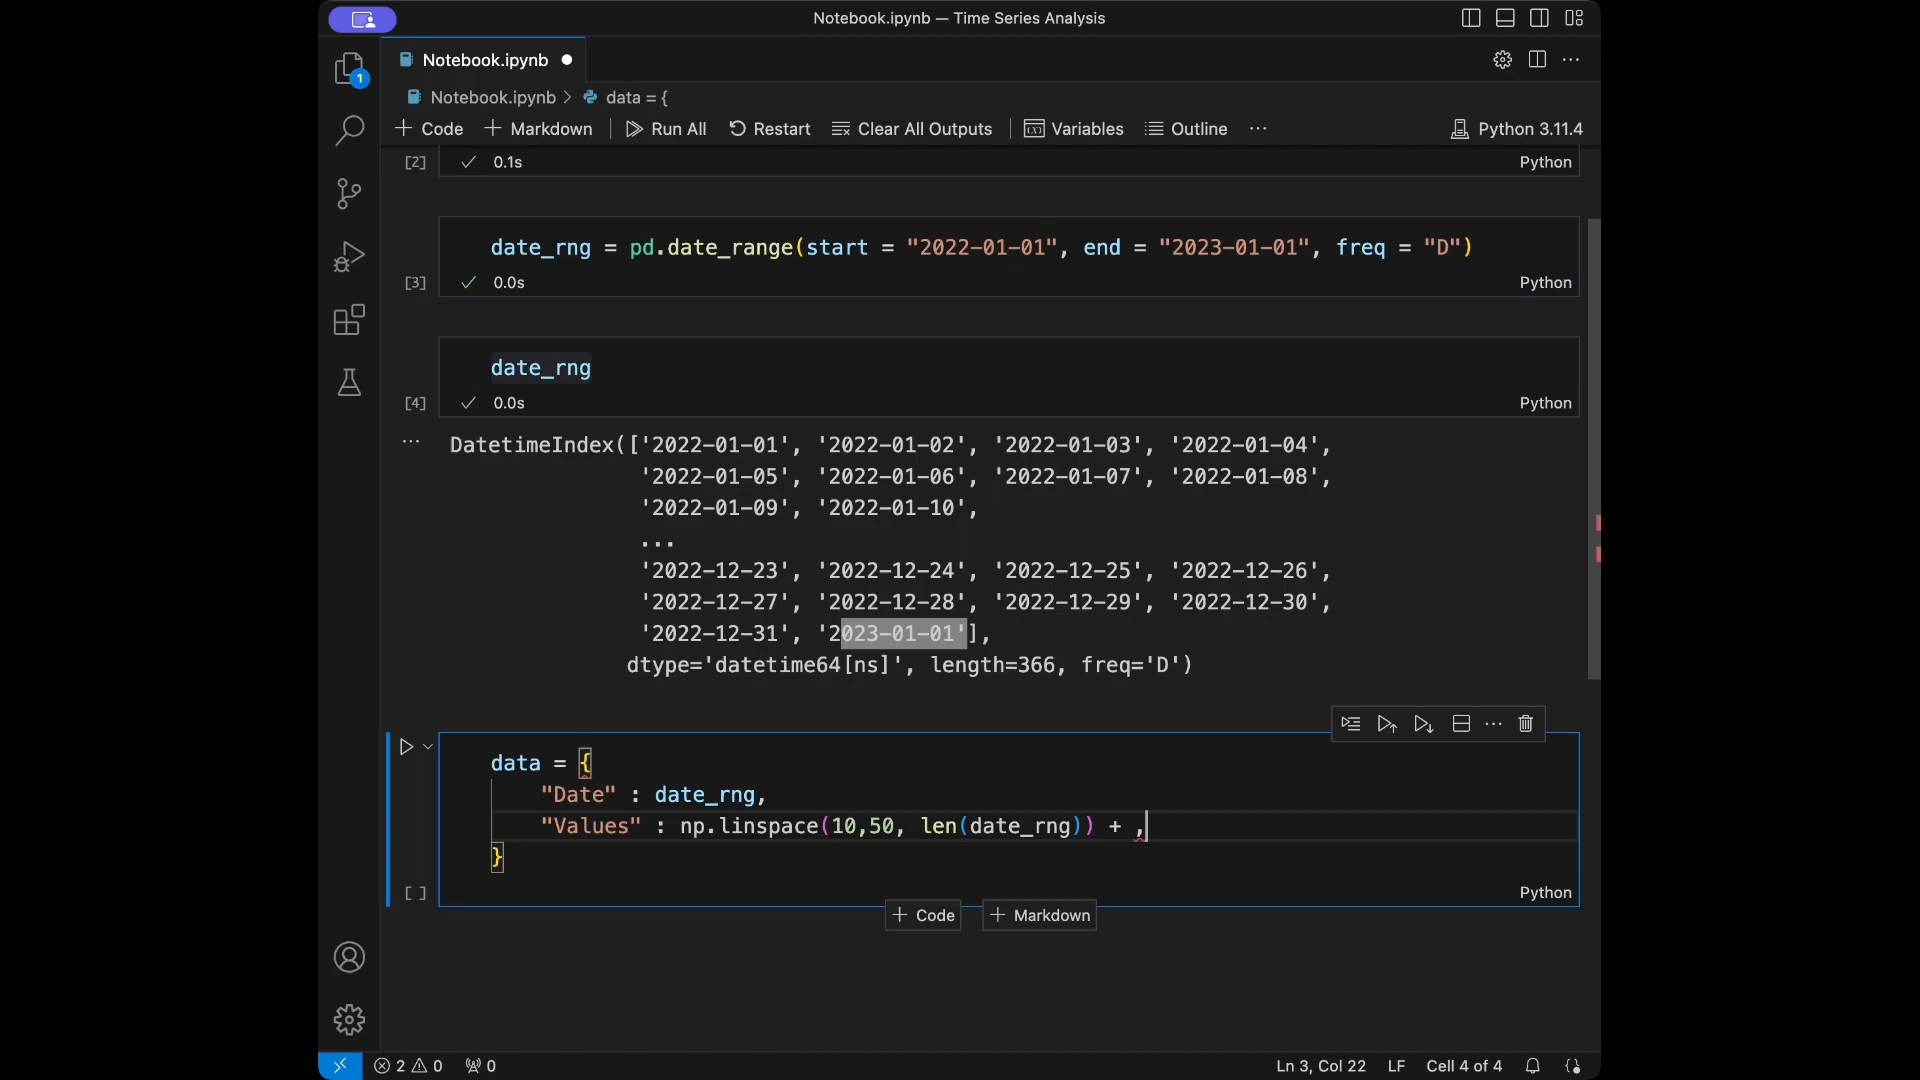 Notebook.ipynb — Time Series Analysis
1
Notebook.ipynb
Notebook.ipynb > data = {
+ Code + Markdown Run All Restart Clear All Outputs Variables Outline ... Python 3.11.4
[2] 0.1s Python
date_rng = pd.date_range(start = "2022-01-01", end = "2023-01-01", freq = "D")
[3] 0.0s Python
date_rng
[4] 0.0s Python
... DatetimeIndex(['2022-01-01', '2022-01-02', '2022-01-03', '2022-01-04',
'2022-01-05', '2022-01-06', '2022-01-07', '2022-01-08',
'2022-01-09', '2022-01-10',
...
'2022-12-23', '2022-12-24', '2022-12-25', '2022-12-26',
'2022-12-27', '2022-12-28', '2022-12-29', '2022-12-30',
'2022-12-31', '2023-01-01'],
dtype='datetime64[ns]', length=366, freq='D')
data = {
"Date" : date_rng,
"Values" : np.linspace(10,50, len(date_rng)) + ,
}
[ ] Python
+ Code + Markdown
2 0 0 Ln 3, Col 22 LF Cell 4 of 4